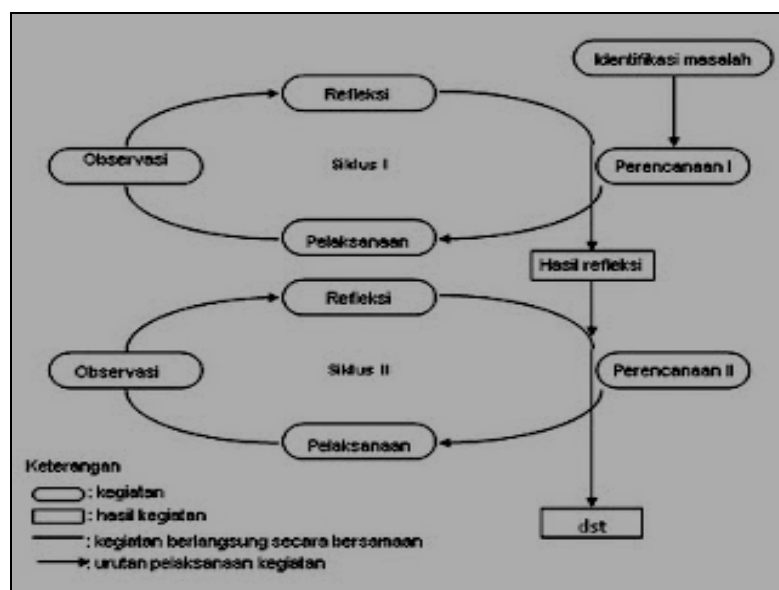 Identifikasi masalah
Refleksi
Observasi
Siklus I
Perencanaan I
Pelaksanaan
Hasil refleksi
Refleksi
Observasi
Siklus II
Perencanaan II
Pelaksanaan
Keterangan
: kegiatan
: hasil kegiatan
dst
: kegiatan berlangsung secara bersamaan
: urutan pelaksanaan kegiatan